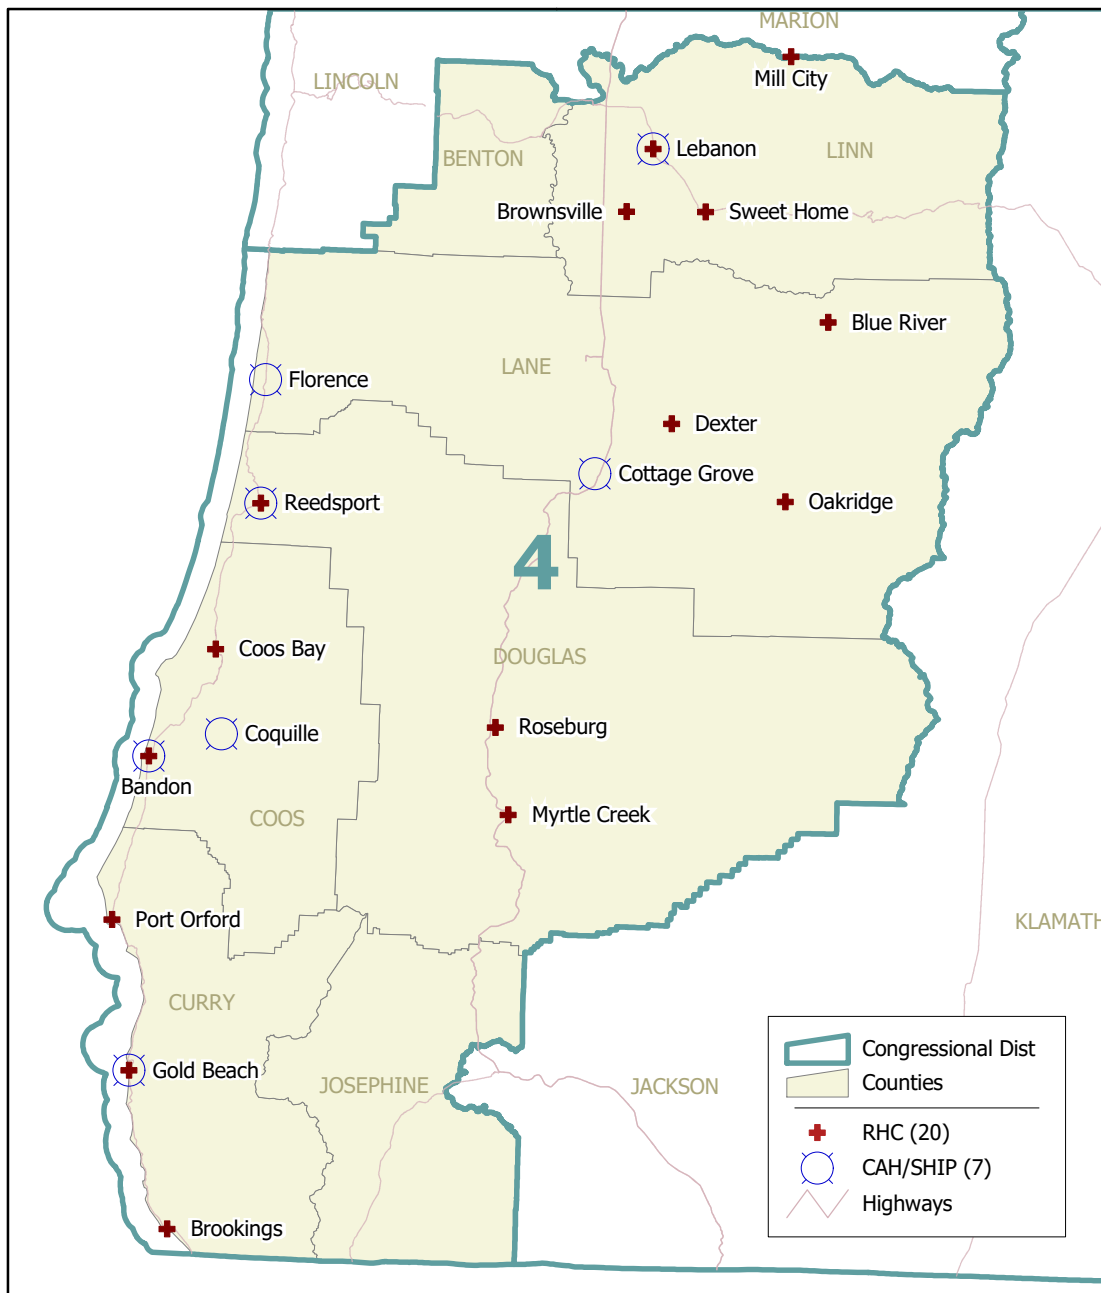 MARION
Mill City
LINCOLN
BENTON
Lebanon
LINN
Brownsville
Sweet Home
Blue River
LANE
Florence
Dexter
Cottage Grove
Reedsport
Oakridge
4
Coos Bay
DOUGLAS
Roseburg
Coquille
Bandon
COOS
Myrtle Creek
Port Orford
KLAMATH
CURRY
Gold Beach
JOSEPHINE
JACKSON
Brookings
Congressional Dist
Counties
RHC (20)
CAH/SHIP (7)
Highways